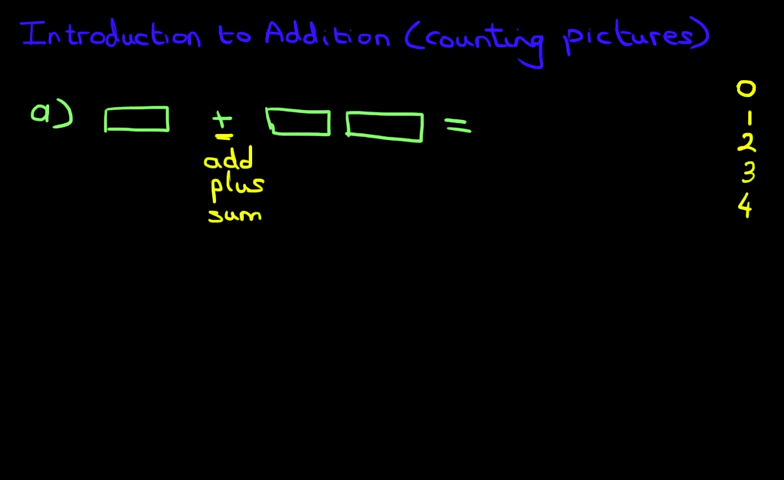 Introduction to Addition (counting pictures)
a) + =
add
plus
sum
0
1
2
3
4